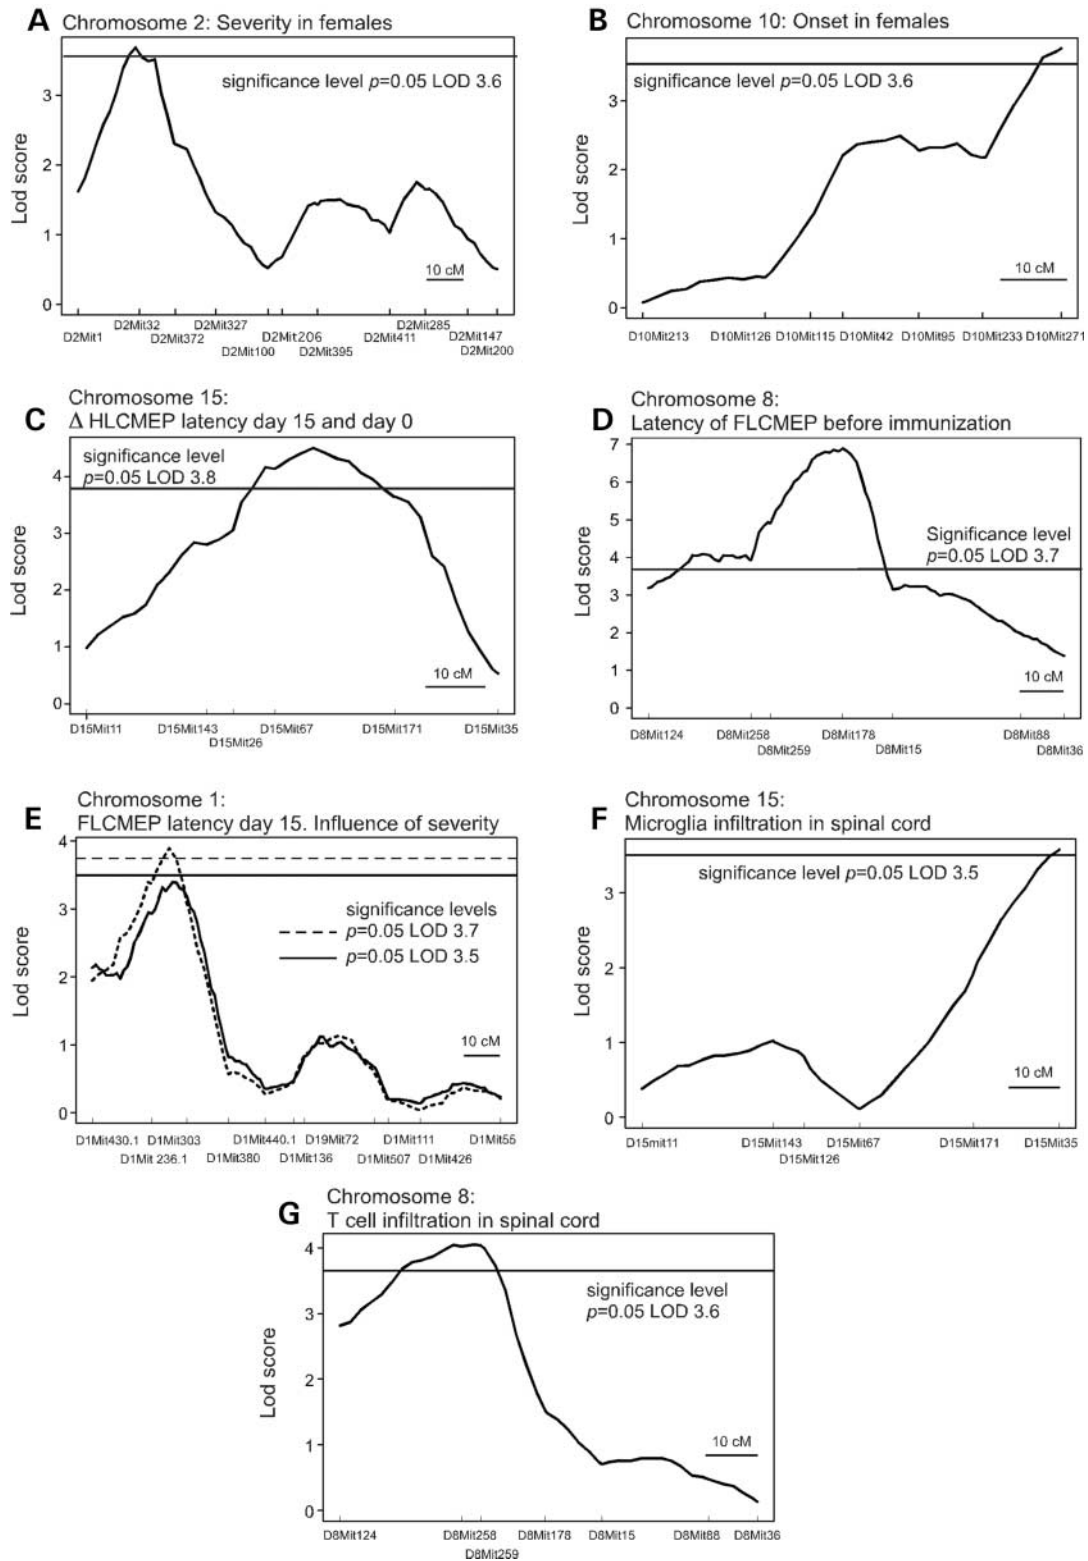 A Chromosome 2: Severity in females
significance level p=0.05 LOD 3.6
Lod score
3
2
1
0
10 cM
D2Mit1 D2Mit32 D2Mit327 D2Mit206 D2Mit285 D2Mit147
D2Mit372 D2Mit100 D2Mit395 D2Mit411 D2Mit200
B Chromosome 10: Onset in females
significance level p=0.05 LOD 3.6
Lod score
3
2
1
0
10 cM
D10Mit213 D10Mit126 D10Mit115 D10Mit42 D10Mit95 D10Mit233 D10Mit271
C Chromosome 15:
Δ HLCMEP latency day 15 and day 0
significance level
p=0.05 LOD 3.8
Lod score
4
3
2
1
0
10 cM
D15Mit11 D15Mit143 D15Mit67 D15Mit171 D15Mit35
D15Mit26
D Chromosome 8:
Latency of FLCMEP before immunization
Significance level
p=0.05 LOD 3.7
Lod score
7
6
5
4
3
2
1
0
10 cM
D8Mit124 D8Mit258 D8Mit178 D8Mit88
D8Mit259 D8Mit15 D8Mit36
E Chromosome 1:
FLCMEP latency day 15. Influence of severity
significance levels
p=0.05 LOD 3.7
p=0.05 LOD 3.5
Lod score
4
3
2
1
0
10 cM
D1Mit430.1 D1Mit303 D1Mit440.1 D19Mit72 D1Mit111 D1Mit55
D1Mit 236.1 D1Mit380 D1Mit136 D1Mit507 D1Mit426
F Chromosome 15:
Microglia infiltration in spinal cord
significance level p=0.05 LOD 3.5
Lod score
3
2
1
0
10 cM
D15mit11 D15Mit143 D15Mit67 D15Mit171 D15Mit35
D15Mit126
G Chromosome 8:
T cell infiltration in spinal cord
significance level
p=0.05 LOD 3.6
Lod score
4
3
2
1
0
10 cM
D8Mit124 D8Mit258 D8Mit178 D8Mit15 D8Mit88 D8Mit36
D8Mit259